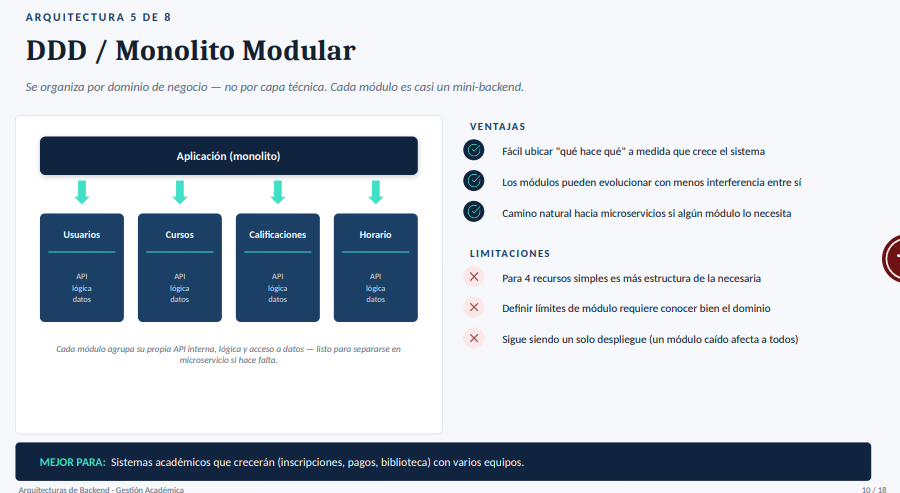 ARQUITECTURA 5 DE 8
DDD / Monolito Modular
Se organiza por dominio de negocio — no por capa técnica. Cada módulo es casi un mini-backend.
Aplicación (monolito)
Usuarios
API
lógica
datos
Cursos
API
lógica
datos
Calificaciones
API
lógica
datos
Horario
API
lógica
datos
Cada módulo agrupa su propia API interna, lógica y acceso a datos — listo para separarse en
microservicio si hace falta.
VENTAJAS
Fácil ubicar "qué hace qué" a medida que crece el sistema
Los módulos pueden evolucionar con menos interferencia entre sí
Camino natural hacia microservicios si algún módulo lo necesita
LIMITACIONES
Para 4 recursos simples es más estructura de la necesaria
Definir límites de módulo requiere conocer bien el dominio
Sigue siendo un solo despliegue (un módulo caído afecta a todos)
MEJOR PARA: Sistemas académicos que crecerán (inscripciones, pagos, biblioteca) con varios equipos.
Arquitecturas de Backend - Gestión Académica
10 / 18